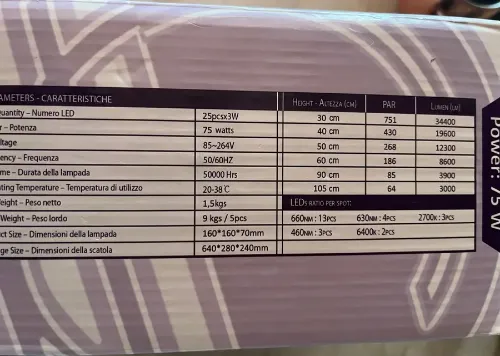 AMETERS - CARATTERISTICHE
uantity – Numero LED 25pcsx3W
r – Potenza 75 watts
ltage 85~264V
ency – Frequenza 50/60HZ
me – Durata della lampada 50000 Hrs
ting Temperature – Temperatura di utilizzo 20-38℃
Weight – Peso netto 1,5kgs
Weight – Peso lordo 9 kgs / 5pcs
ct Size – Dimensioni della lampada 160*160*70mm
ge Size – Dimensioni della scatola 640*280*240mm
HEIGHT - ALTEZZA (CM) PAR LUMEN (LM)
30 cm 751 34400
40 cm 430 19600
50 cm 268 12300
60 cm 186 8600
90 cm 85 3900
105 cm 64 3000
LEDS RATIO PER SPOT:
660NM : 13PCS 630NM : 4PCS 2700K : 3PCS
460NM : 3PCS 6400K : 2PCS
Power: 75W